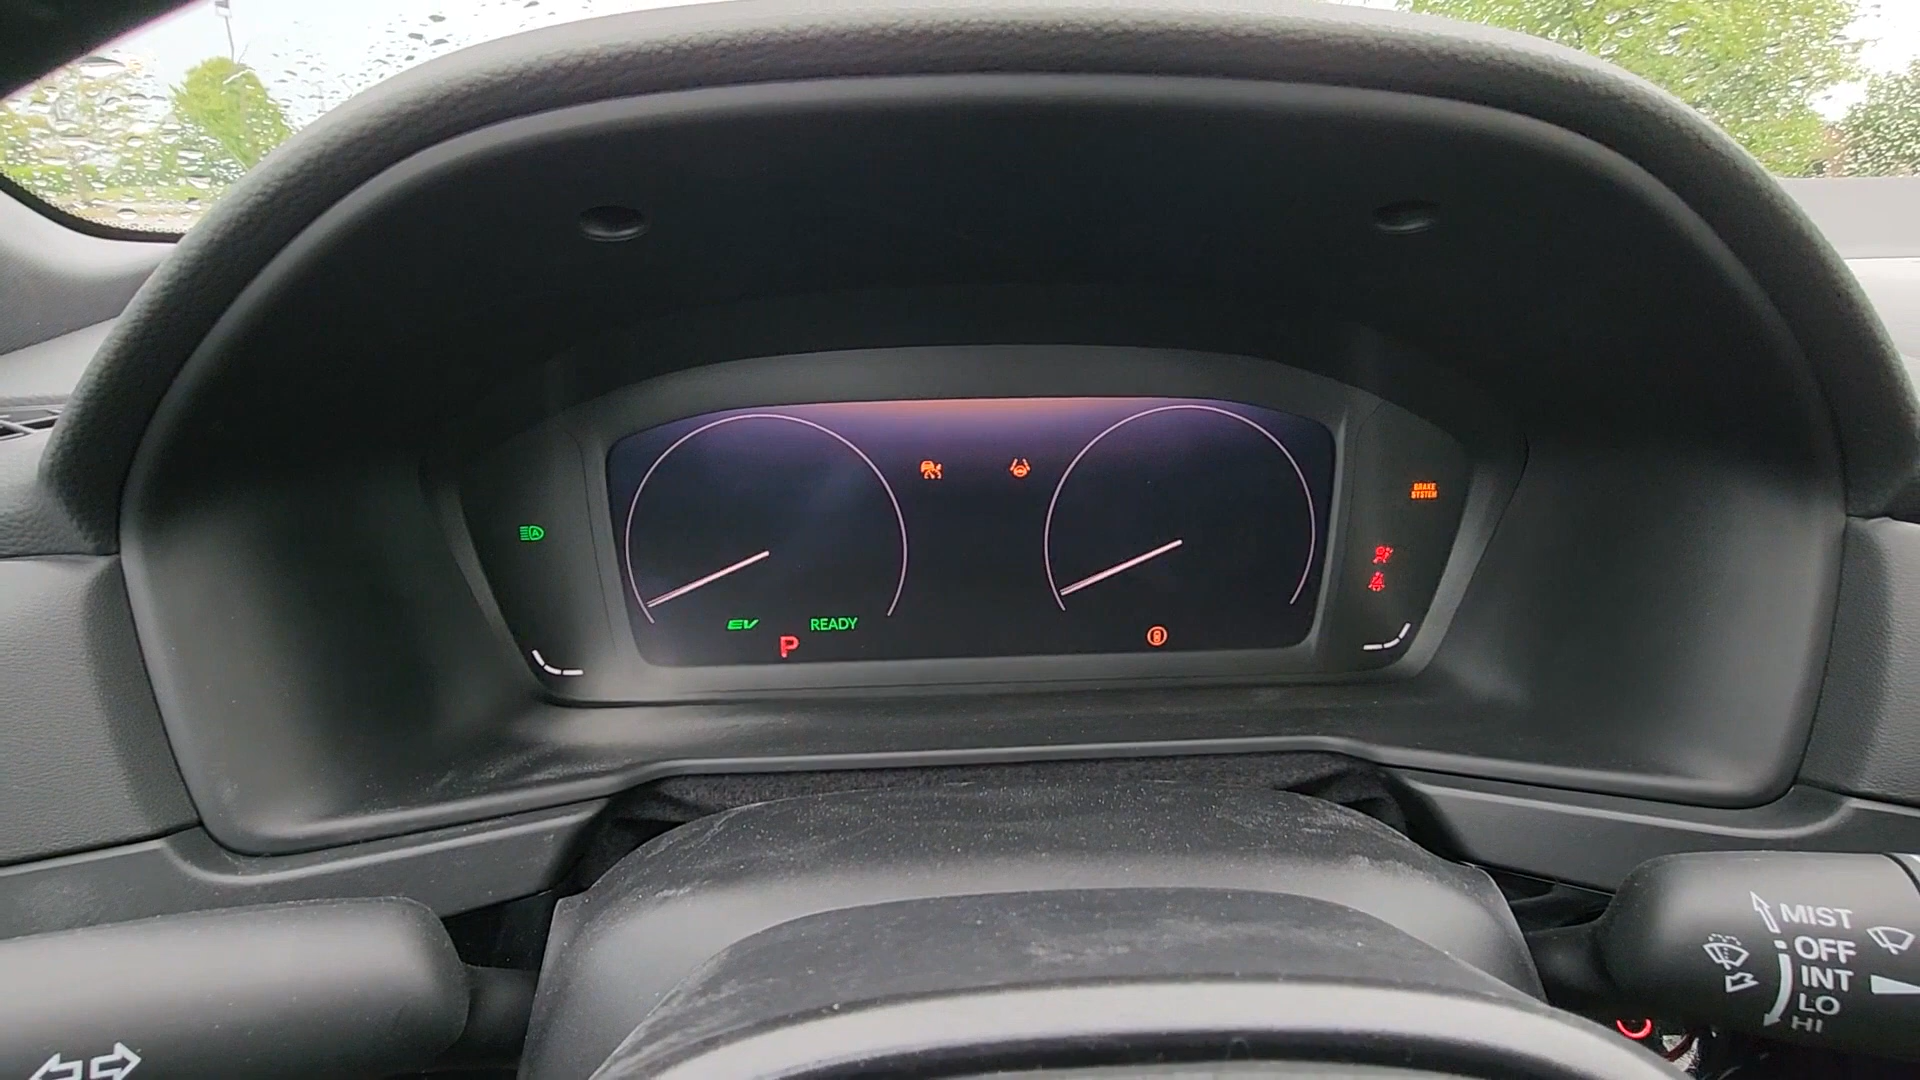 BRAKE
SYSTEM
A
EV
READY
P
MIST
OFF
INT
LO
HI